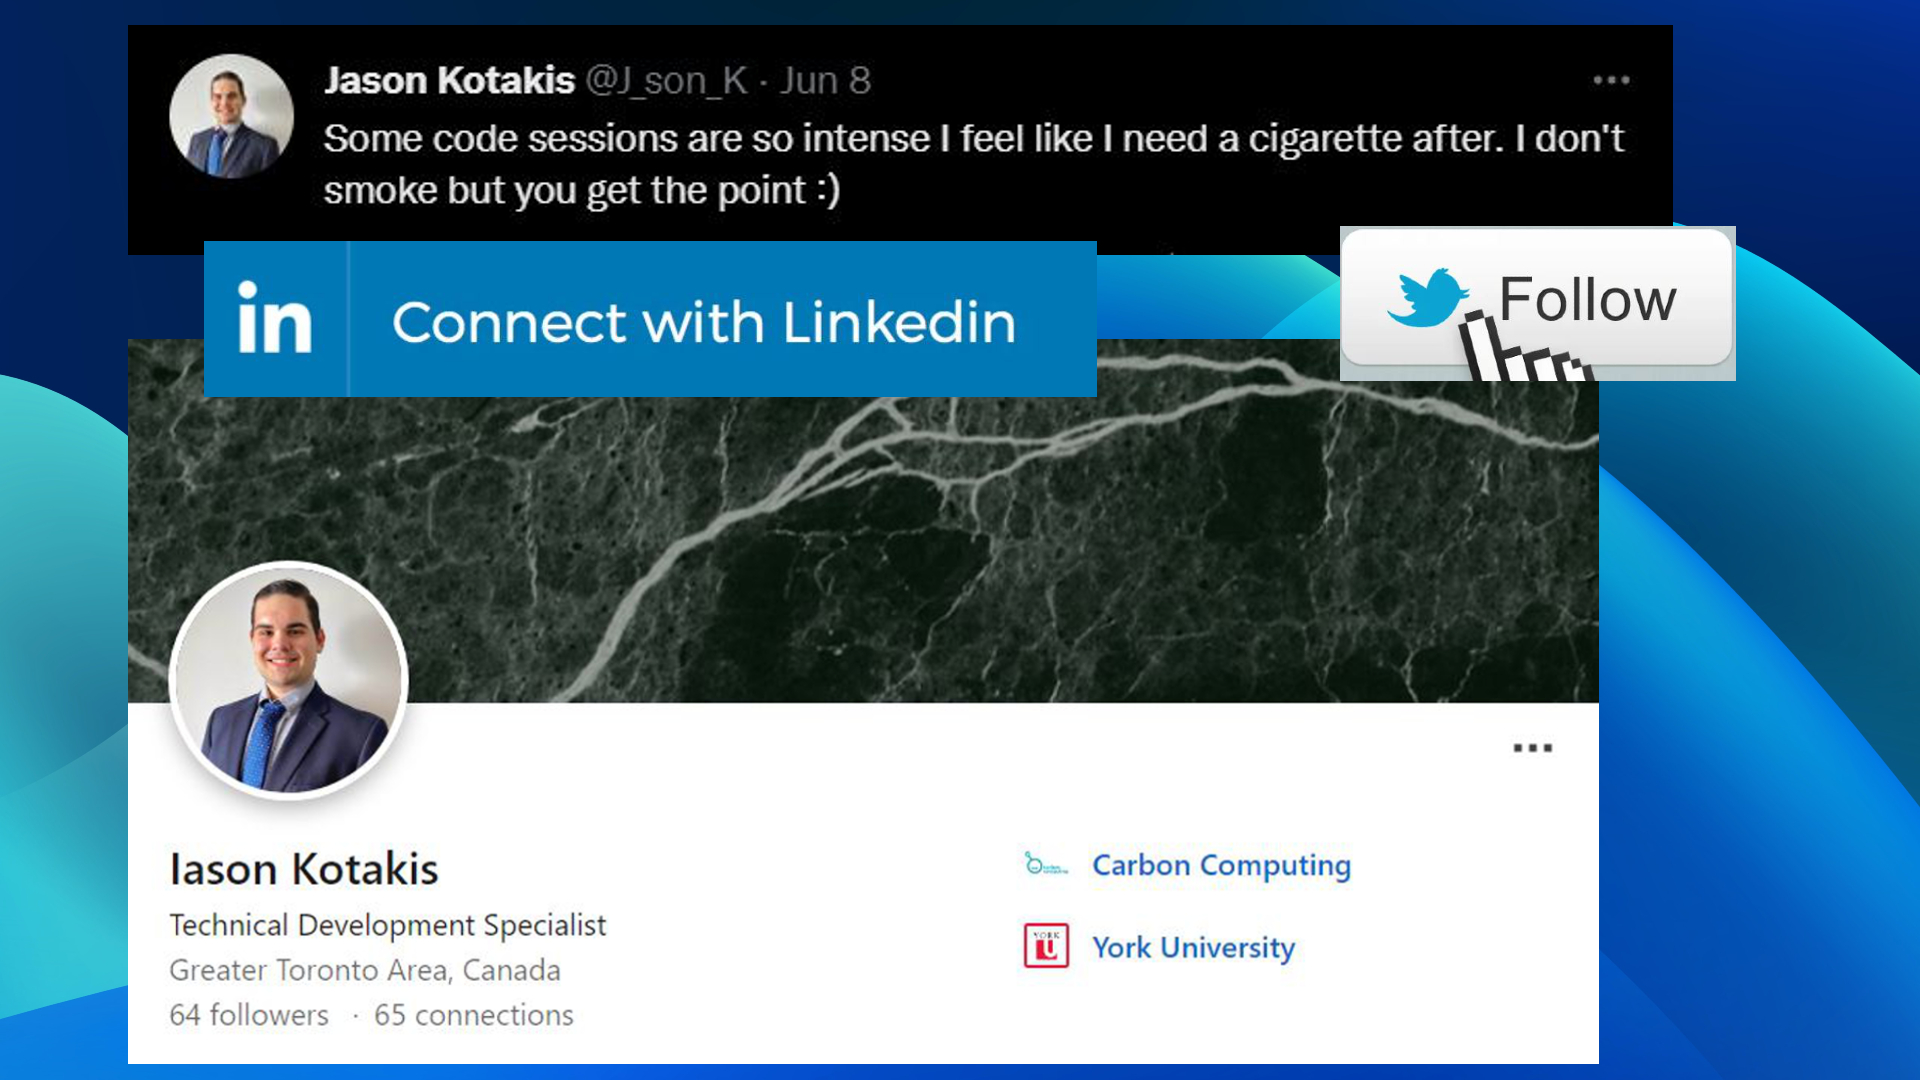 Jason Kotakis @J_son_K · Jun 8
Some code sessions are so intense I feel like I need a cigarette after. I don't
smoke but you get the point :)
in Connect with Linkedin
Follow
Iason Kotakis
Technical Development Specialist
Greater Toronto Area, Canada
64 followers · 65 connections
Carbon Computing
YORK U
York University